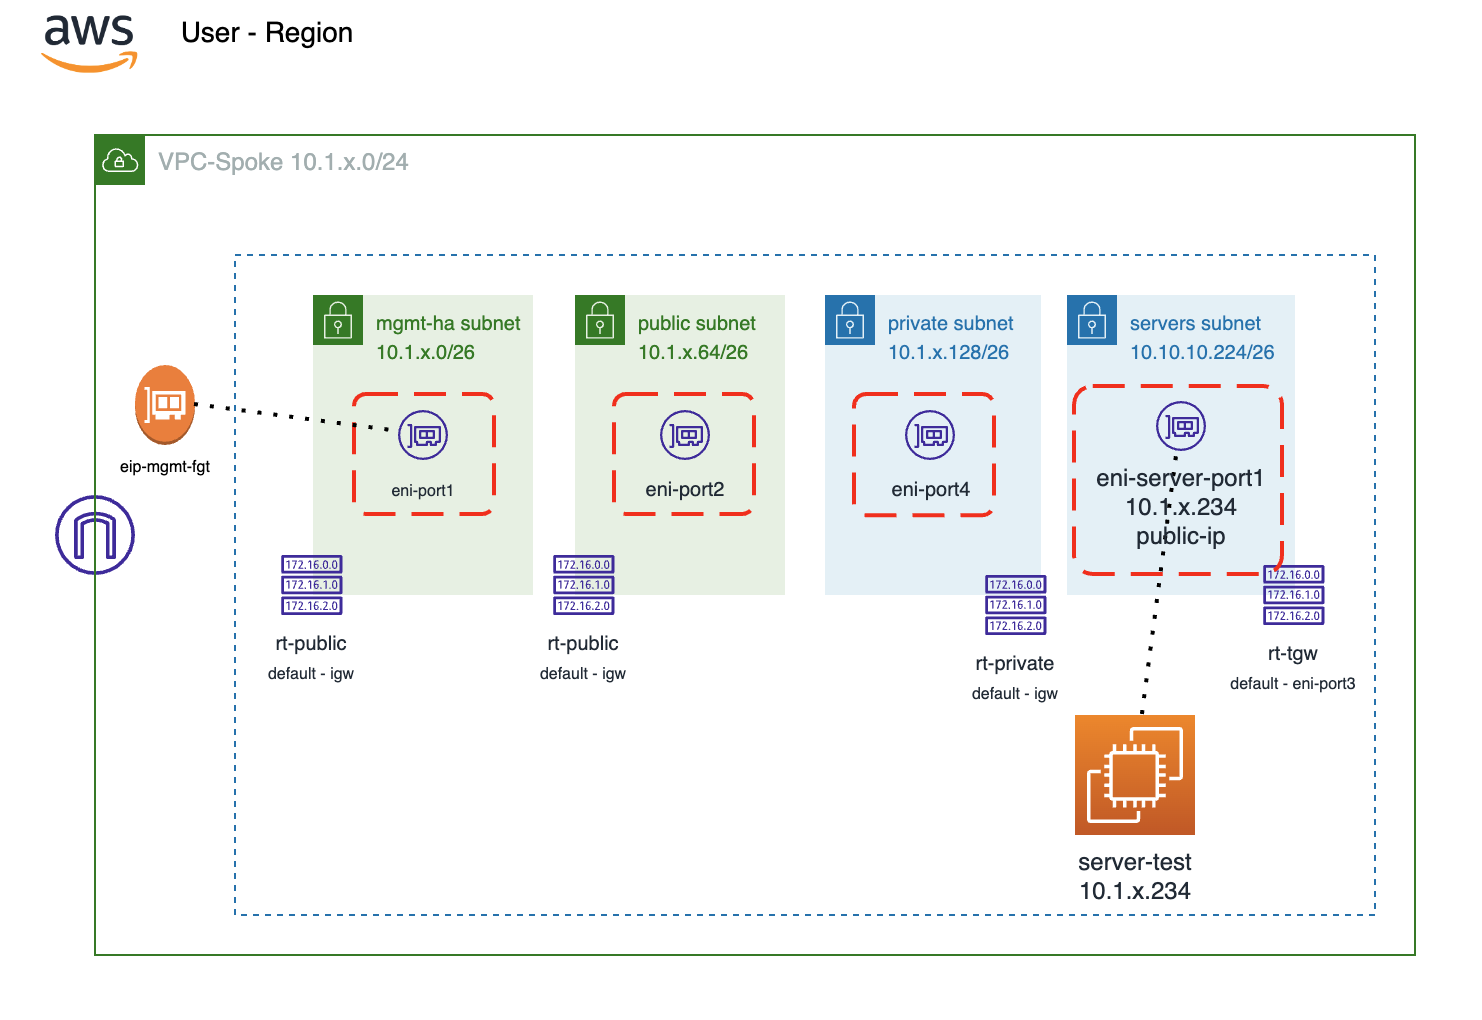 aws
User - Region
VPC-Spoke 10.1.x.0/24
mgmt-ha subnet
10.1.x.0/26
public subnet
10.1.x.64/26
private subnet
10.1.x.128/26
servers subnet
10.10.10.224/26
eip-mgmt-fgt
eni-port1
eni-port2
eni-port4
eni-server-port1
10.1.x.234
public-ip
172.16.0.0
172.16.1.0
172.16.2.0
rt-public
default - igw
172.16.0.0
172.16.1.0
172.16.2.0
rt-public
default - igw
172.16.0.0
172.16.1.0
172.16.2.0
rt-private
default - igw
172.16.0.0
172.16.1.0
172.16.2.0
rt-tgw
default - eni-port3
server-test
10.1.x.234